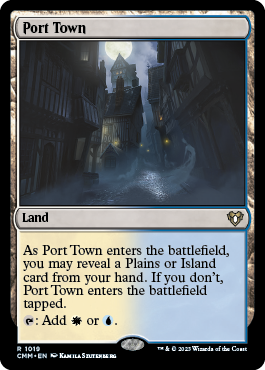 Port Town
Land
As Port Town enters the battlefield,
you may reveal a Plains or Island
card from your hand. If you don't,
Port Town enters the battlefield
tapped.
: Add or .
R 1019
CMM • EN Kamila Szutenberg
™ & © 2023 Wizards of the Coast